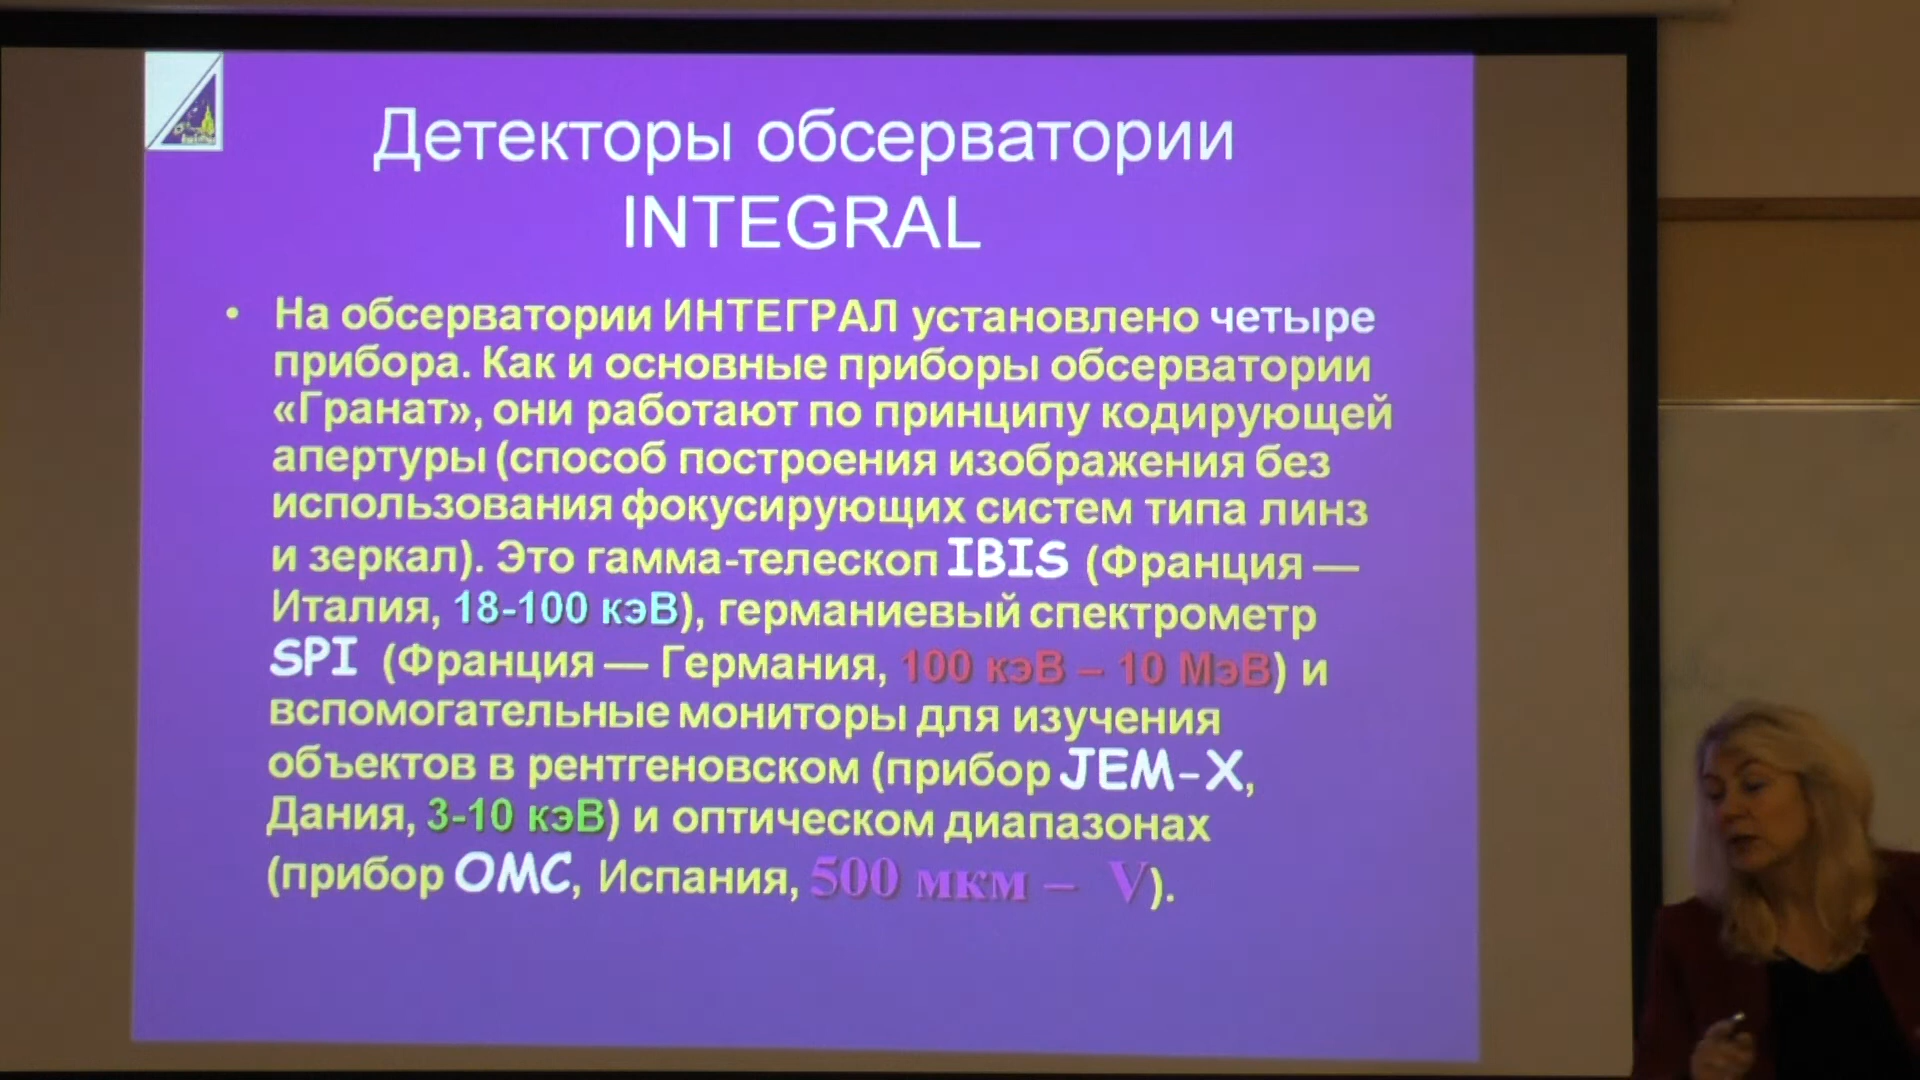 Детекторы обсерватории
INTEGRAL
• На обсерватории ИНТЕГРАЛ установлено четыре
прибора. Как и основные приборы обсерватории
«Гранат», они работают по принципу кодирующей
апертуры (способ построения изображения без
использования фокусирующих систем типа линз
и зеркал). Это гамма-телескоп IBIS (Франция —
Италия, 18-100 кэВ), германиевый спектрометр
SPI (Франция — Германия, 100 кэВ – 10 МэВ) и
вспомогательные мониторы для изучения
объектов в рентгеновском (прибор JEM-X,
Дания, 3-10 кэВ) и оптическом диапазонах
(прибор OMC, Испания, 500 мкм – V).